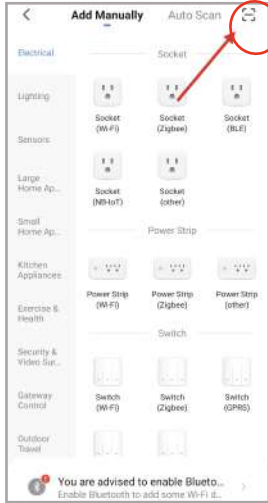 Add Manually Auto Scan
Electrical
Lighting
Sensors
Large
Home Ap...
Small
Home Ap...
Kitchen
Appliances
Exercise &
Health
Security &
Video Sur...
Gateway
Control
Outdoor
Travel
Socket
Socket
(Wi-Fi)
Socket
(Zigbee)
Socket
(BLE)
Socket
(NB-IoT)
Socket
(other)
Power Strip
Power Strip
(Wi-Fi)
Power Strip
(Zigbee)
Power Strip
(other)
Switch
Switch
(Wi-Fi)
Switch
(Zigbee)
Switch
(GPRS)
You are advised to enable Blueto...
Enable Bluetooth to add some Wi-Fi d...